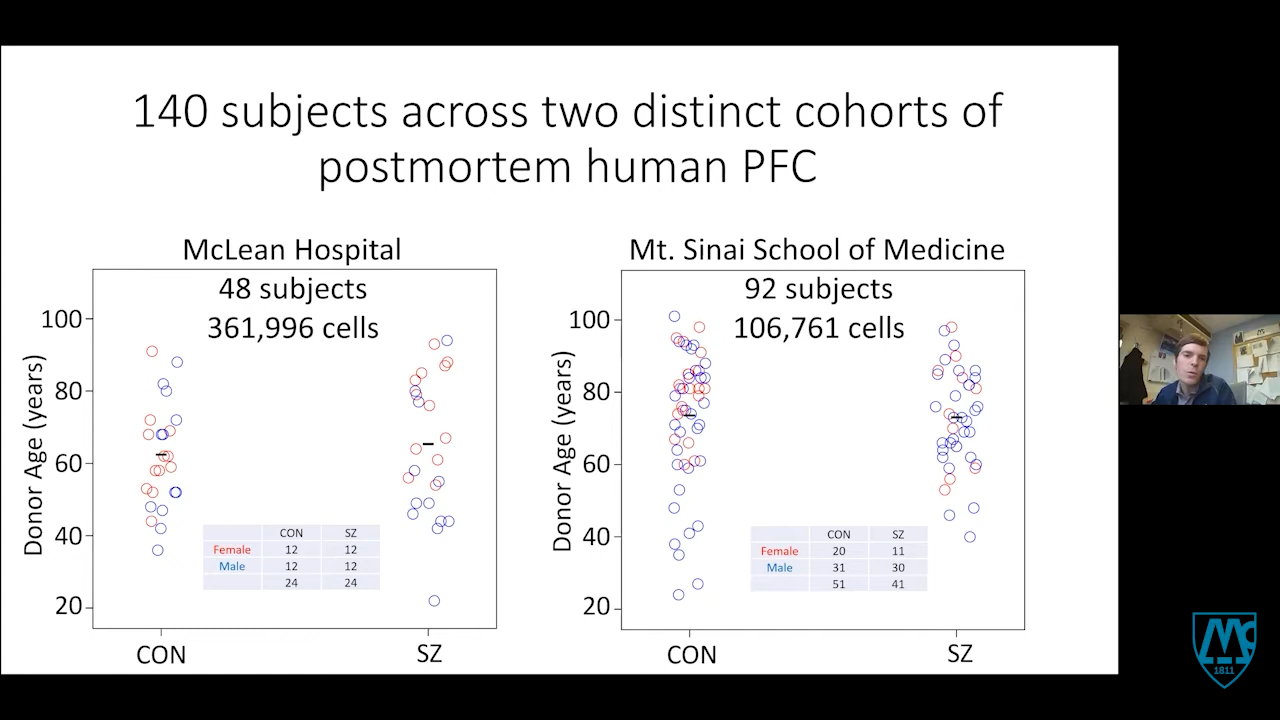 140 subjects across two distinct cohorts of
postmortem human PFC
McLean Hospital
48 subjects
361,996 cells
Donor Age (years)
100
80
60
40
20
CON SZ
Female 12 12
Male 12 12
24 24
CON SZ
Mt. Sinai School of Medicine
92 subjects
106,761 cells
Donor Age (years)
100
80
60
40
20
CON SZ
Female 20 11
Male 31 30
51 41
CON SZ
Mc
1811